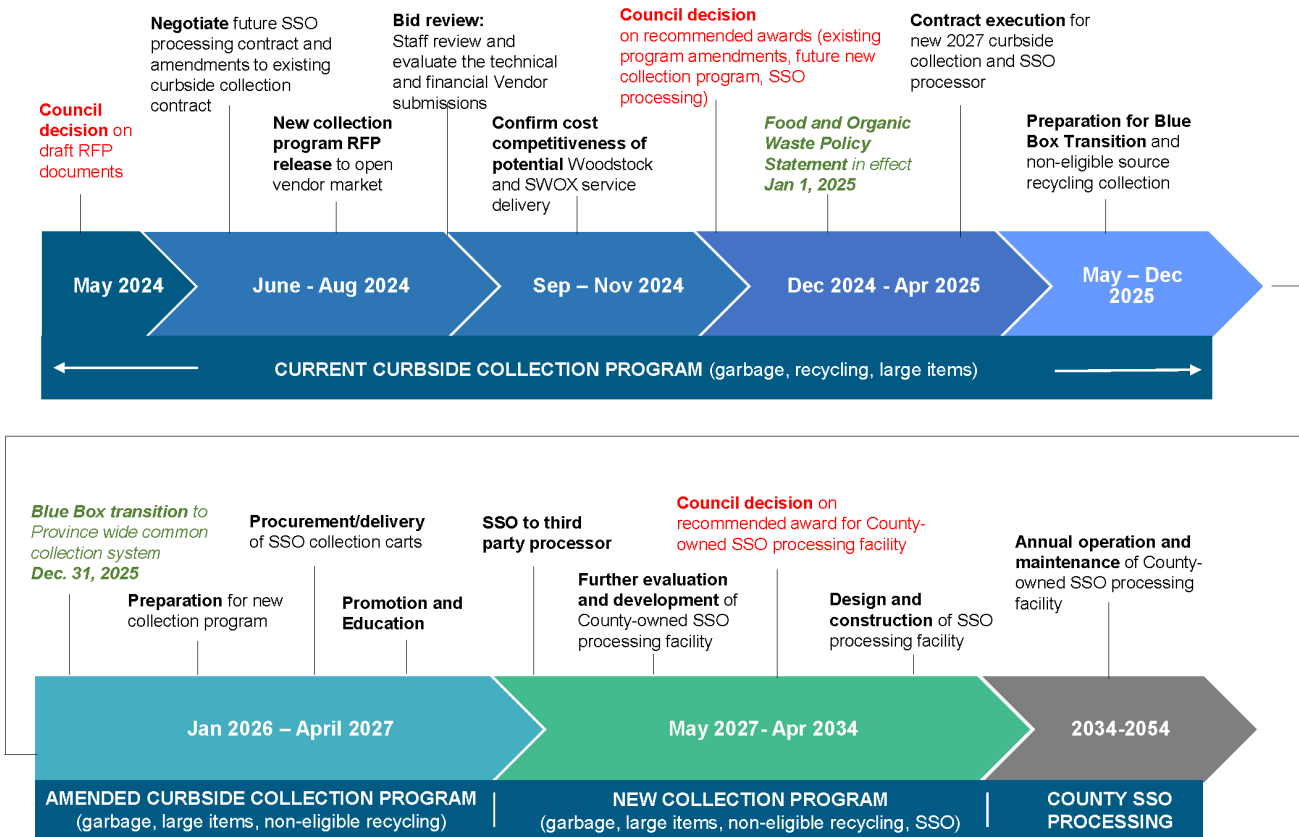 Council
decision on
draft RFP
documents
Negotiate future SSO
processing contract and
amendments to existing
curbside collection
contract
New collection
program RFP
release to open
vendor market
Bid review:
Staff review and
evaluate the technical
and financial Vendor
submissions
Confirm cost
competitiveness of
potential Woodstock
and SWOX service
delivery
Council decision
on recommended awards (existing
program amendments, future new
collection program, SSO
processing)
Food and Organic
Waste Policy
Statement in effect
Jan 1, 2025
Contract execution for
new 2027 curbside
collection and SSO
processor
Preparation for Blue
Box Transition and
non-eligible source
recycling collection
May 2024
June - Aug 2024
Sep – Nov 2024
Dec 2024 - Apr 2025
May – Dec
2025
CURRENT CURBSIDE COLLECTION PROGRAM (garbage, recycling, large items)
Blue Box transition to
Province wide common
collection system
Dec. 31, 2025
Preparation for new
collection program
Procurement/delivery
of SSO collection carts
Promotion and
Education
SSO to third
party processor
Further evaluation
and development of
County-owned SSO
processing facility
Council decision on
recommended award for County-
owned SSO processing facility
Design and
construction of SSO
processing facility
Annual operation and
maintenance of County-
owned SSO processing
facility
Jan 2026 – April 2027
May 2027- Apr 2034
2034-2054
AMENDED CURBSIDE COLLECTION PROGRAM
(garbage, large items, non-eligible recycling)
NEW COLLECTION PROGRAM
(garbage, large items, non-eligible recycling, SSO)
COUNTY SSO
PROCESSING